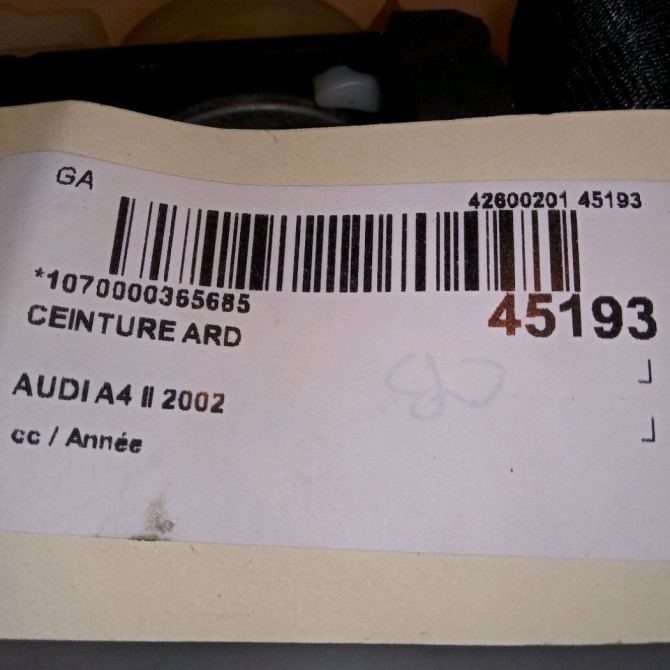 GA
42600201 45193
*1070000365685
45193
CEINTURE ARD
AUDI A4 II 2002
cc / Année